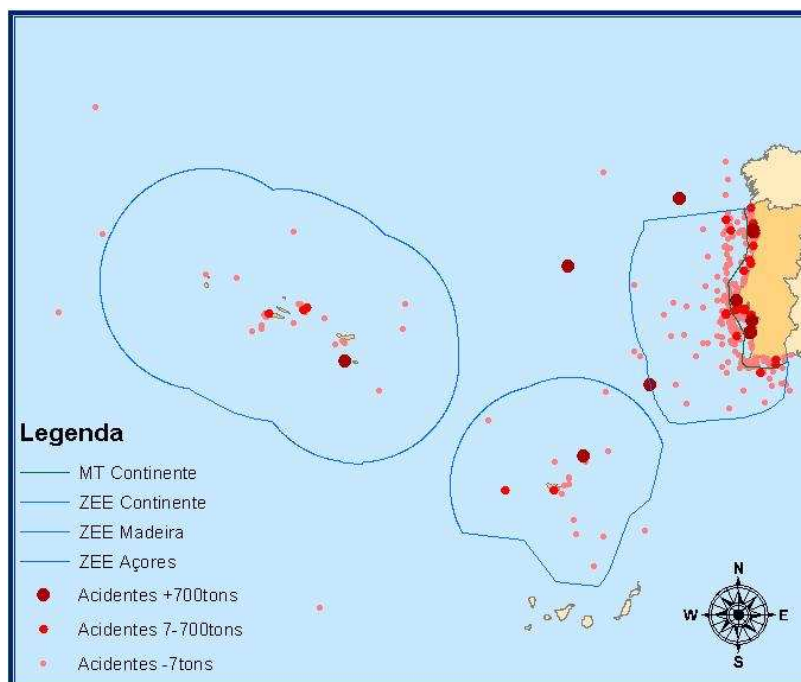 Legenda
MT Continente
ZEE Continente
ZEE Madeira
ZEE Açores
Acidentes +700tons
Acidentes 7-700tons
Acidentes -7tons
N
W E
S